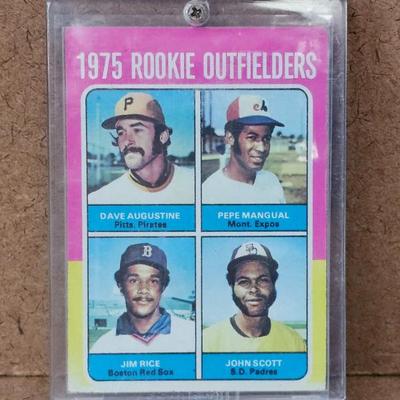 1975 ROOKIE OUTFIELDERS
P
DAVE AUGUSTINE
Pitts. Pirates
PEPE MANGUAL
Mont. Expos
B
SD
JIM RICE
Boston Red Sox
JOHN SCOTT
S.D. Padres